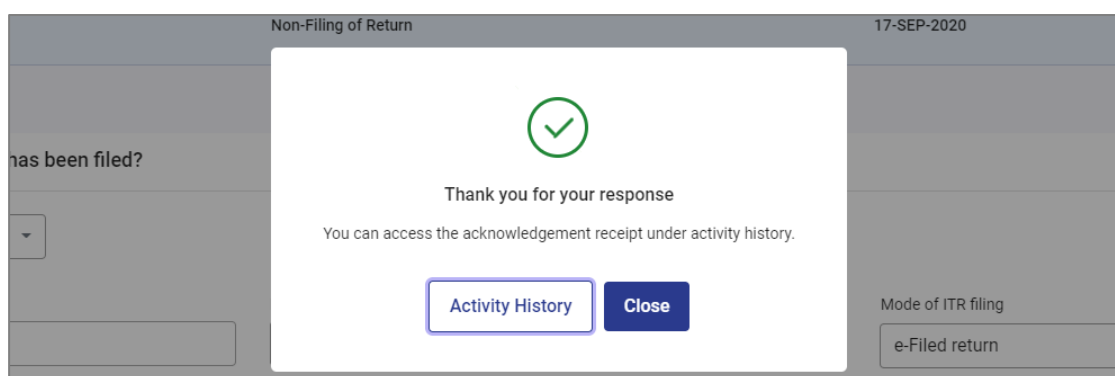 Non-Filing of Return 17-SEP-2020
has been filed?
Thank you for your response
You can access the acknowledgement receipt under activity history.
Activity History Close
Mode of ITR filing
e-Filed return